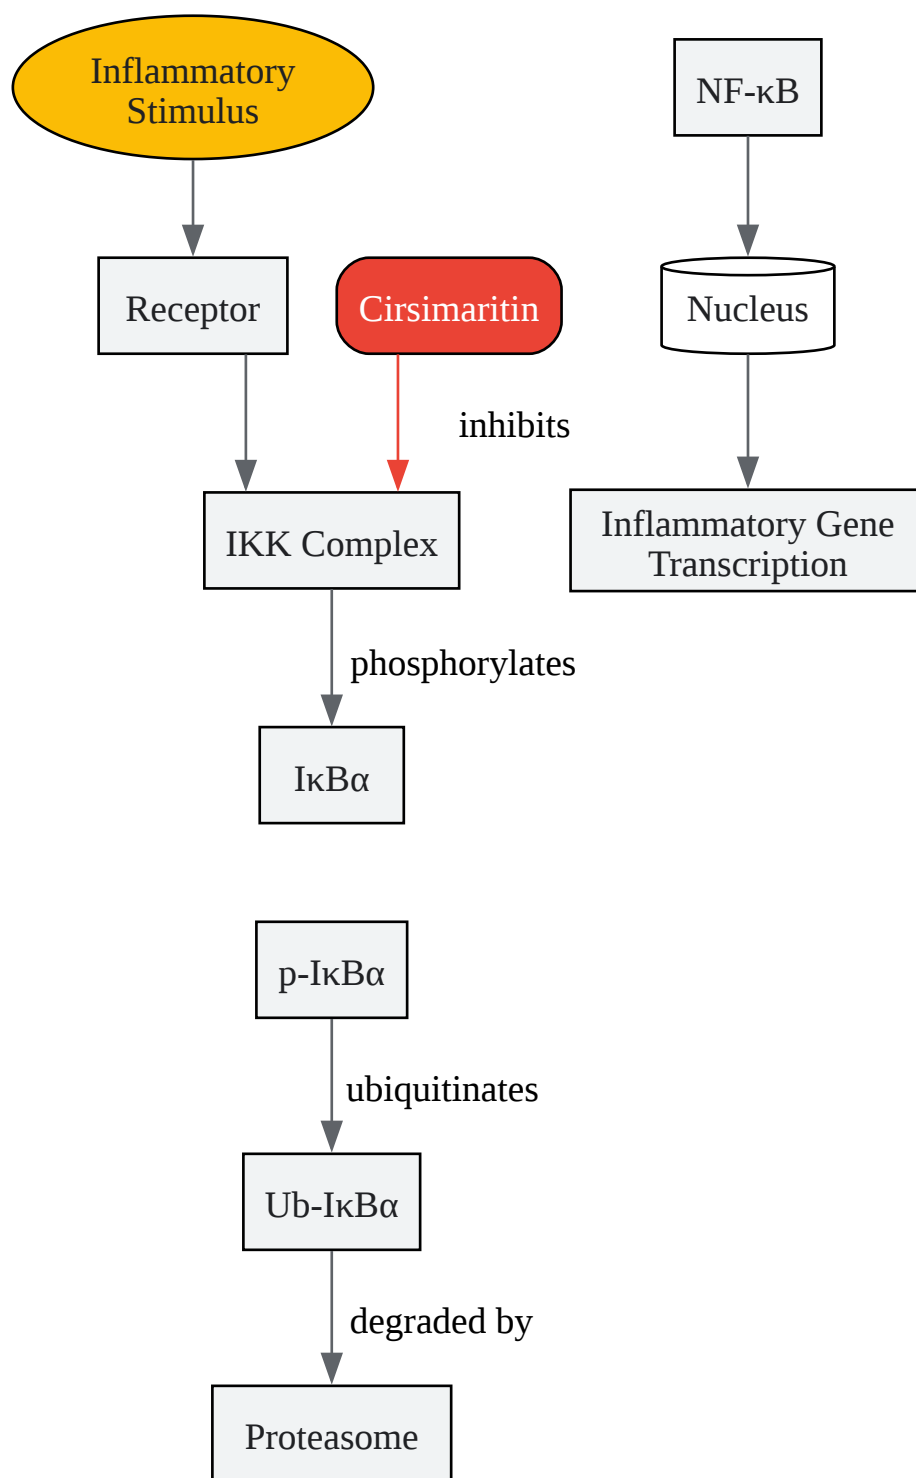 Inflammatory
Stimulus
NF-κB
Receptor
Cirsimaritin
Nucleus
inhibits
IKK Complex
Inflammatory Gene
Transcription
phosphorylates
IκBα
p-IκBα
ubiquitinates
Ub-IκBα
degraded by
Proteasome